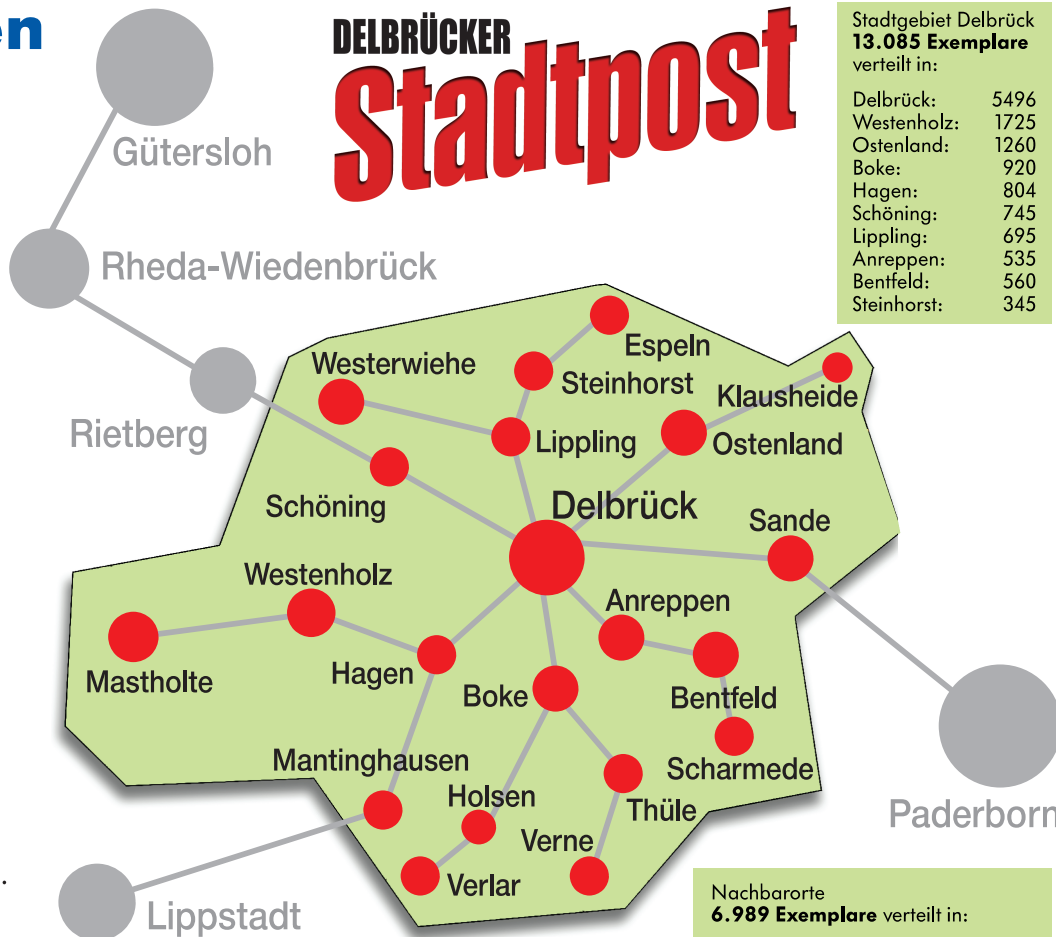 en
DELBRÜCKER
Stadtpost
Stadtgebiet Delbrück
13.085 Exemplare
verteilt in:
Delbrück: 5496
Westenholz: 1725
Ostenland: 1260
Boke: 920
Hagen: 804
Schöning: 745
Lippling: 695
Anreppen: 535
Bentfeld: 560
Steinhorst: 345
Gütersloh
Rheda-Wiedenbrück
Rietberg
Westerwiehe
Espeln
Steinhorst
Klausheide
Lippling
Ostenland
Schöning
Delbrück
Sande
Westenholz
Anreppen
Mastholte
Hagen
Boke
Bentfeld
Mantinghausen
Scharmede
Holsen
Thüle
Paderborn
Verne
Verlar
.
Lippstadt
Nachbarorte
6.989 Exemplare verteilt in: